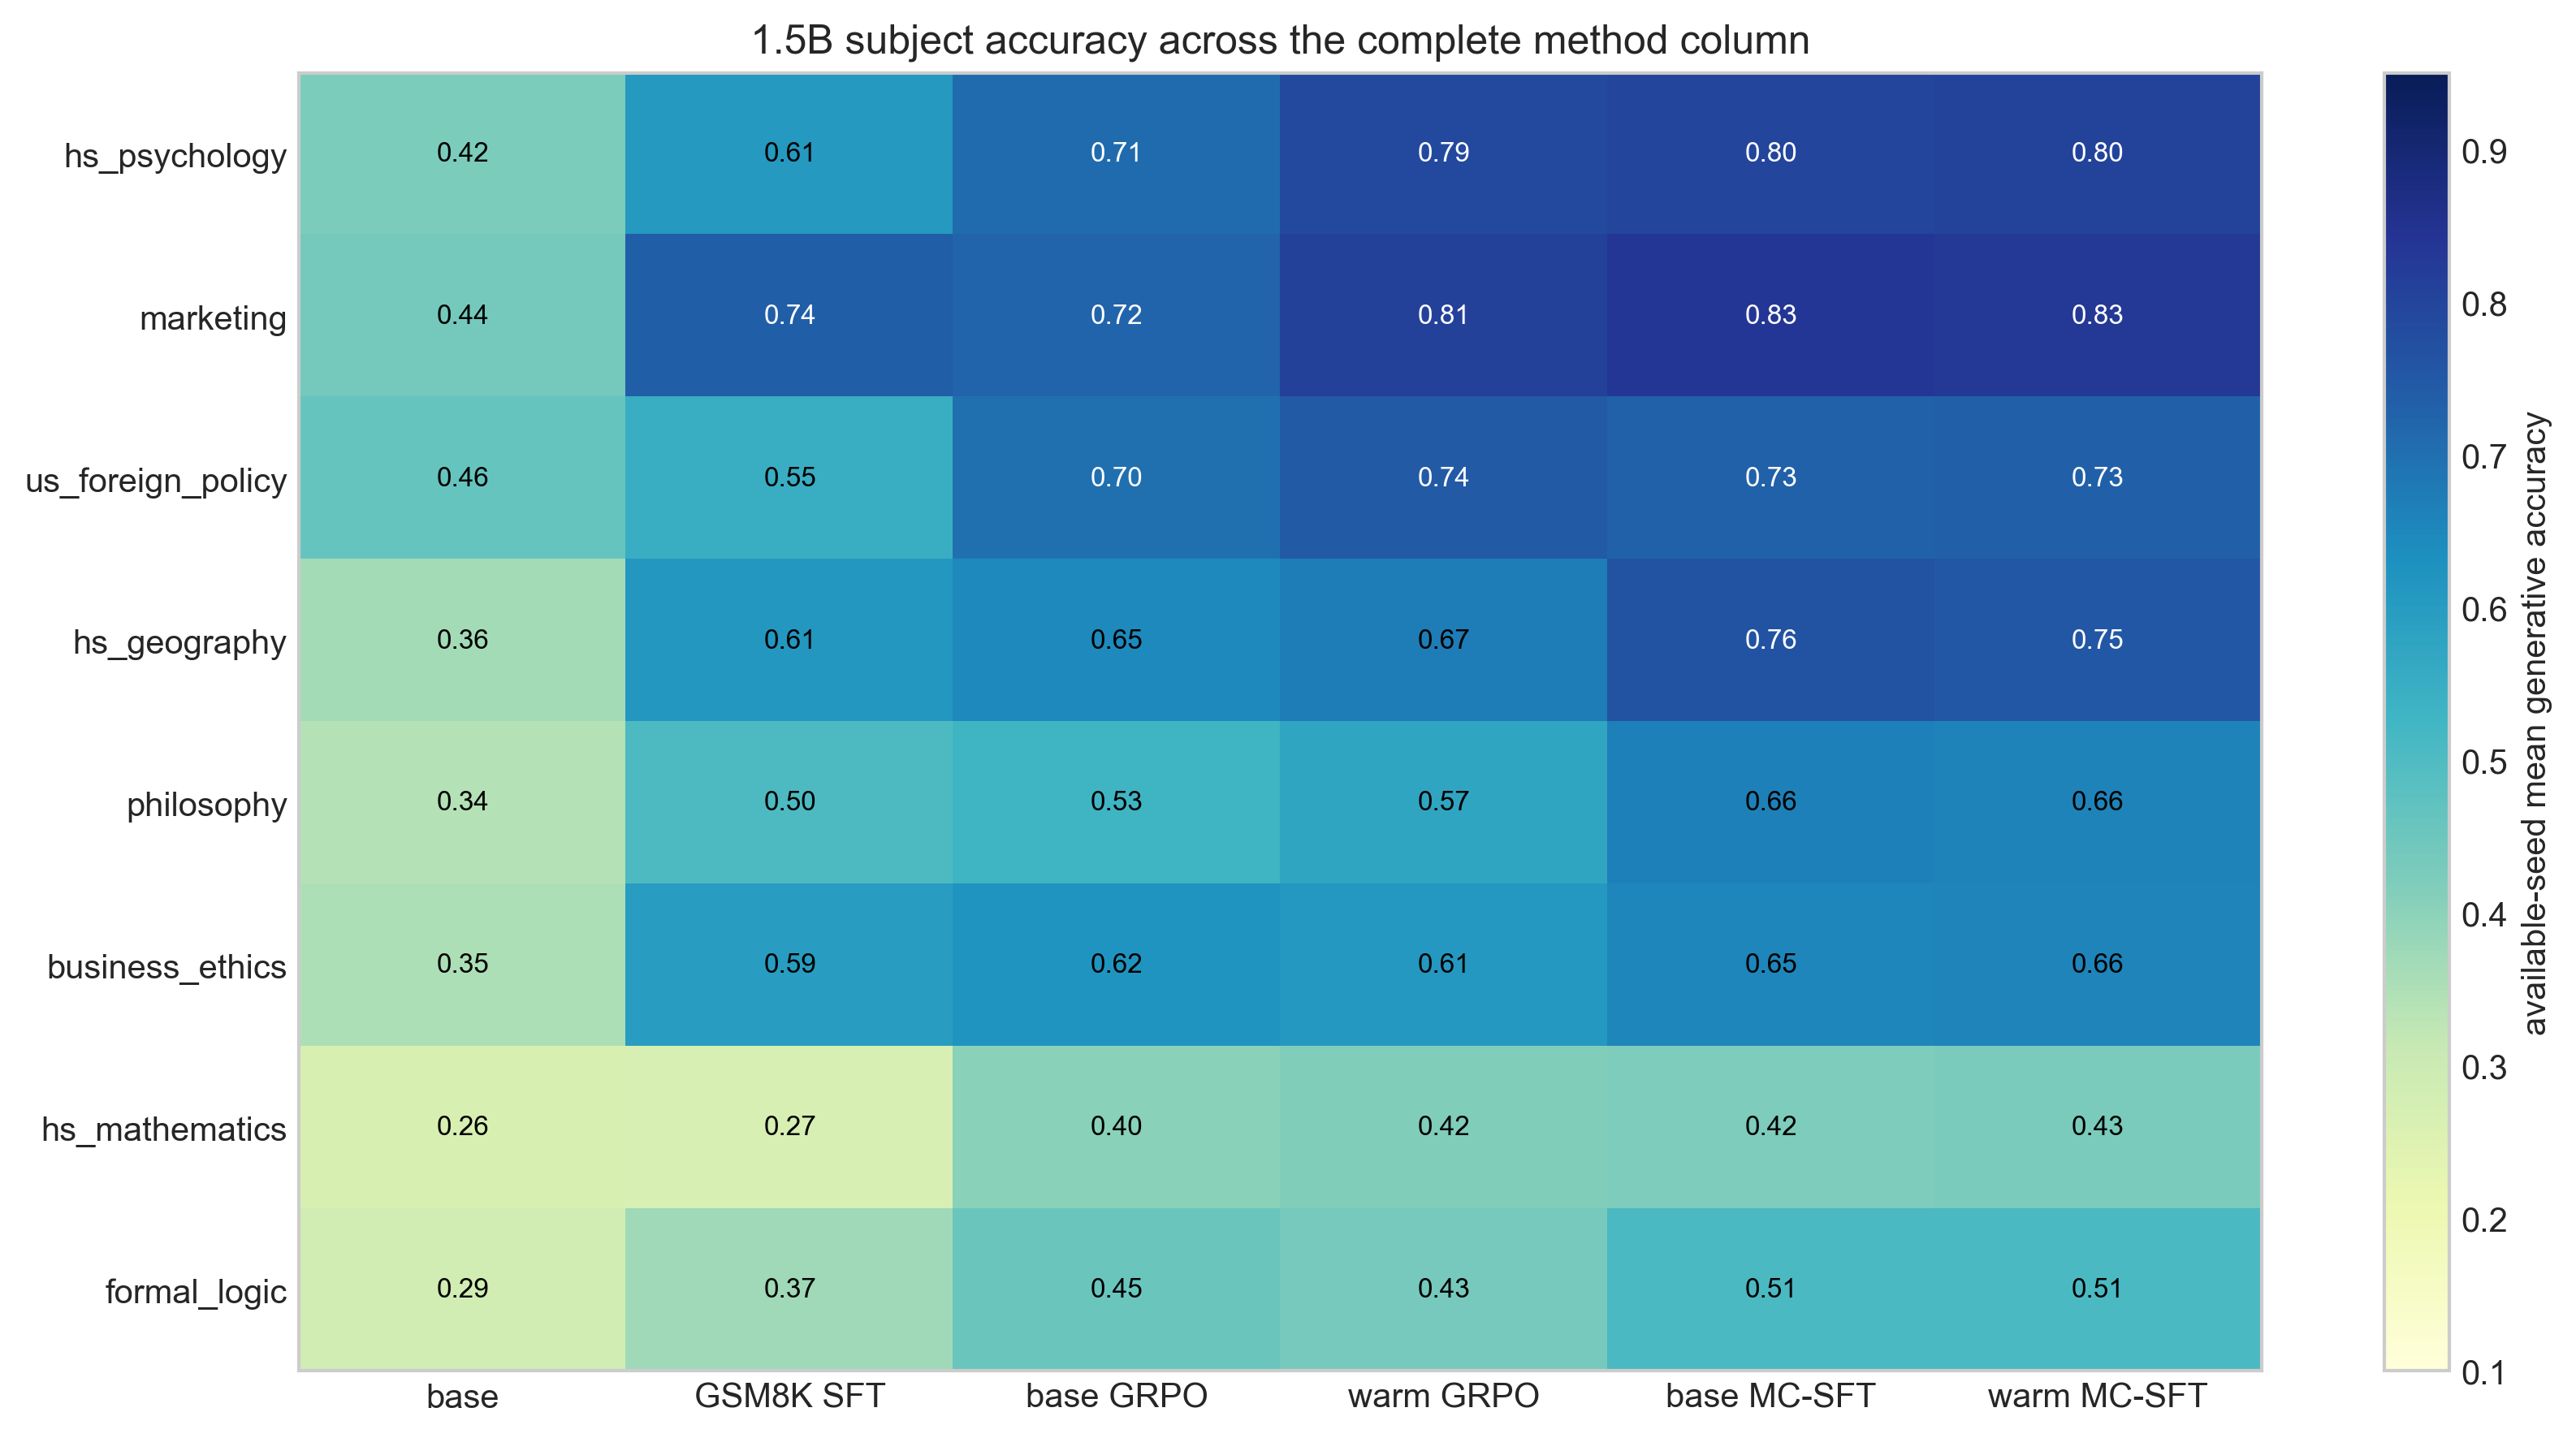 1.5B subject accuracy across the complete method column
hs_psychology 0.42 0.61 0.71 0.79 0.80 0.80
marketing 0.44 0.74 0.72 0.81 0.83 0.83
us_foreign_policy 0.46 0.55 0.70 0.74 0.73 0.73
hs_geography 0.36 0.61 0.65 0.67 0.76 0.75
philosophy 0.34 0.50 0.53 0.57 0.66 0.66
business_ethics 0.35 0.59 0.62 0.61 0.65 0.66
hs_mathematics 0.26 0.27 0.40 0.42 0.42 0.43
formal_logic 0.29 0.37 0.45 0.43 0.51 0.51
base GSM8K SFT base GRPO warm GRPO base MC-SFT warm MC-SFT
0.9
0.8
0.7
0.6
0.5
0.4
0.3
0.2
0.1
available-seed mean generative accuracy